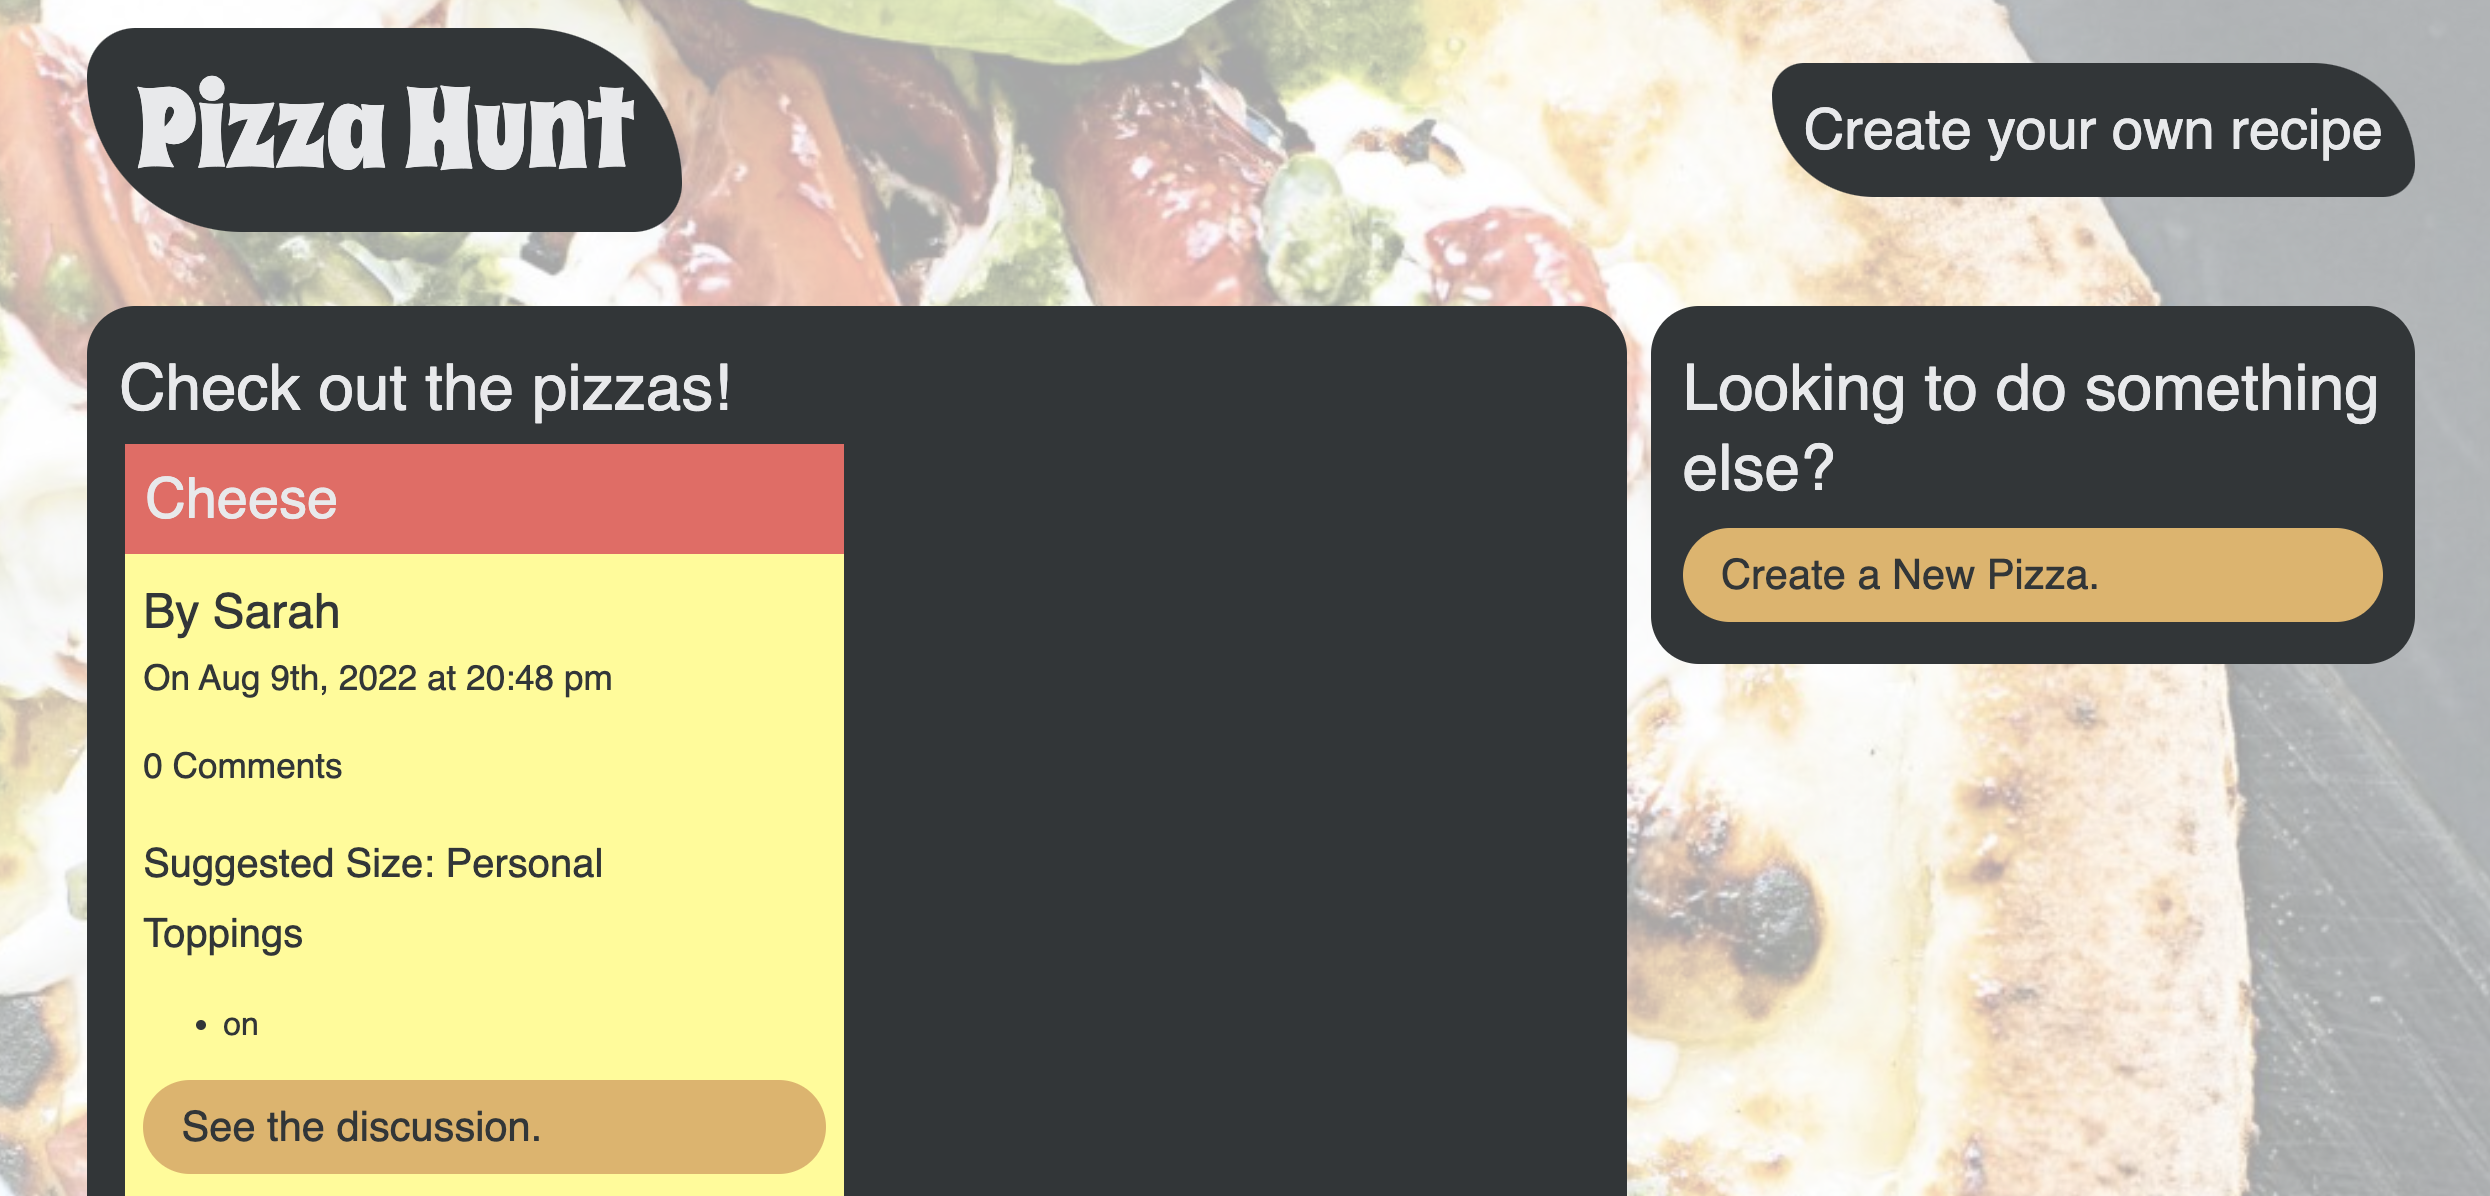 Pizza Hunt
Create your own recipe
Check out the pizzas!
Cheese
By Sarah
On Aug 9th, 2022 at 20:48 pm
0 Comments
Suggested Size: Personal
Toppings
• on
See the discussion.
Looking to do something
else?
Create a New Pizza.